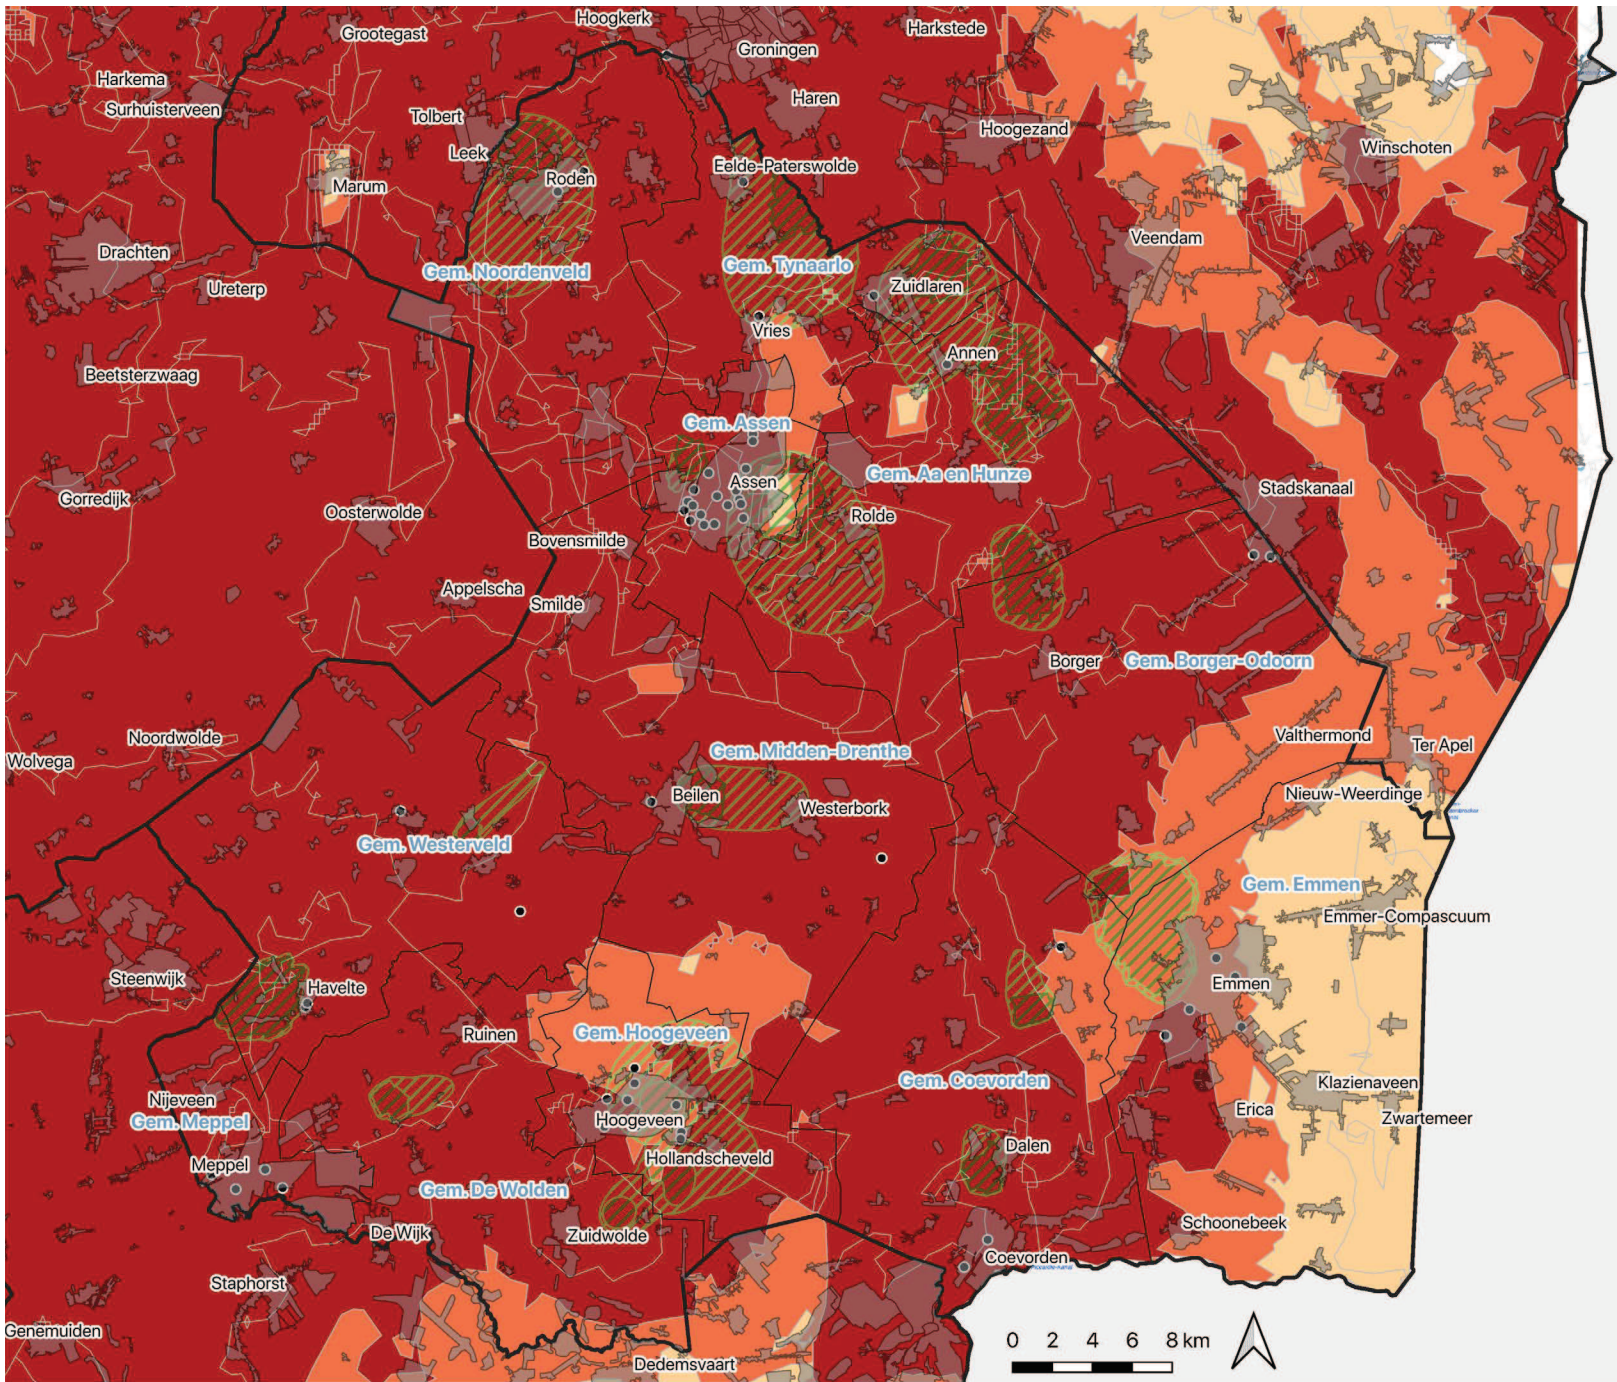 Hoogkerk
Grootegast
Harkstede
Groningen
Harkema
Surhuisterveen
Haren
Tolbert
Hoogezand
Leek
Winschoten
Eelde-Paterswolde
Marum
Roden
Drachten
Veendam
Gem. Noordenveld
Gem. Tynaarlo
Ureterp
Zuidlaren
Vries
Annen
Beetsterzwaag
Gem. Assen
Gem. Aa en Hunze
Assen
Stadskanaal
Gorredijk
Oosterwolde
Rolde
Bovensmilde
Appelscha
Smilde
Borger
Gem. Borger-Odoorn
Noordwolde
Valthermond
Ter Apel
Wolvega
Gem. Midden-Drenthe
Beilen
Nieuw-Weerdinge
Westerbork
Gem. Westerveld
Gem. Emmen
Emmer-Compascuum
Steenwijk
Havelte
Emmen
Ruinen
Gem. Hoogeveen
Gem. Coevorden
Klazienaveen
Nijeveen
Erica
Zwartemeer
Gem. Meppel
Hoogeveen
Dalen
Meppel
Hollandscheveld
Gem. De Wolden
Schoonebeek
De Wijk
Zuidwolde
Coevorden
Staphorst
Genemuiden
0 2 4 6 8 km
Dedemsvaart